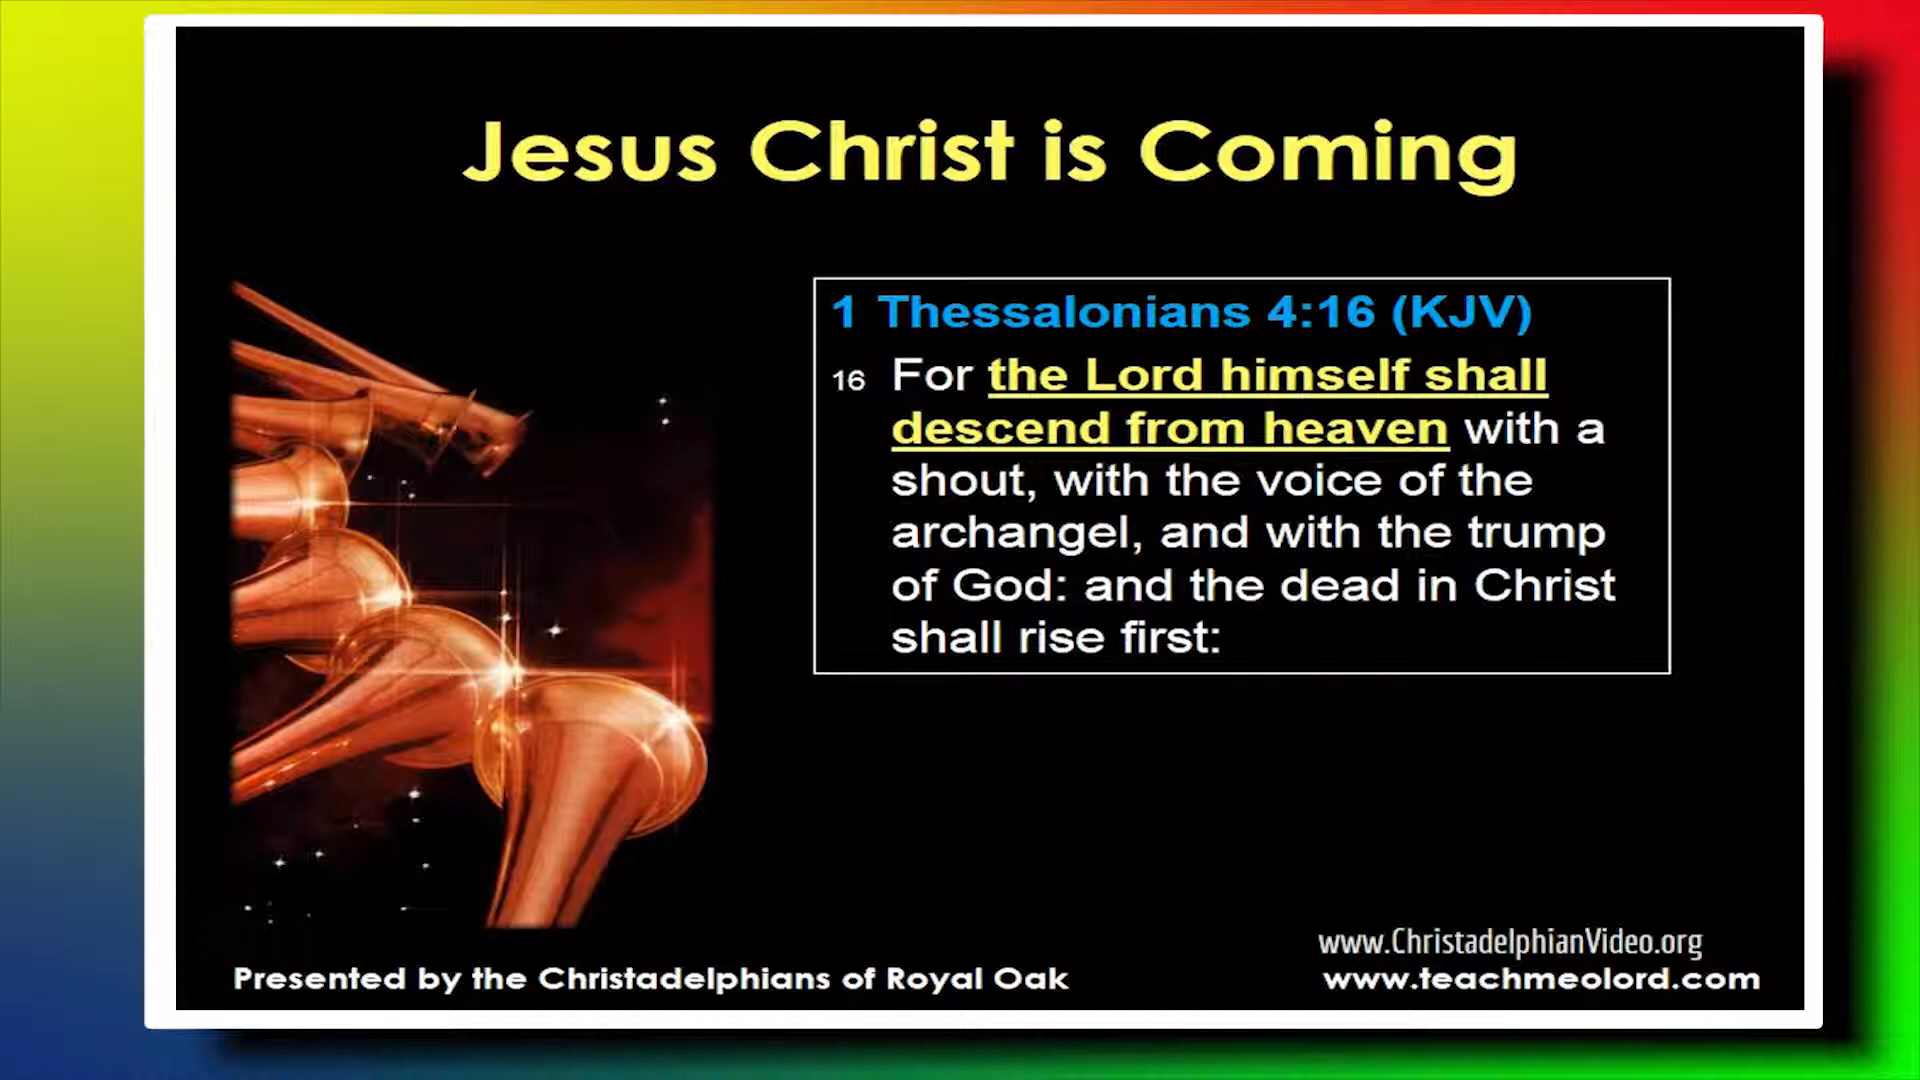 Jesus Christ is Coming
1 Thessalonians 4:16 (KJV)
16 For the Lord himself shall
descend from heaven with a
shout, with the voice of the
archangel, and with the trump
of God: and the dead in Christ
shall rise first:
www.ChristadelphianVideo.org
Presented by the Christadelphians of Royal Oak
www.teachmeolord.com